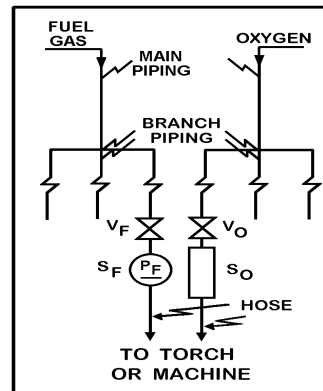 FUEL
GAS
OXYGEN
MAIN
PIPING
BRANCH
PIPING
VF
VO
SF
PF
SO
HOSE
TO TORCH
OR MACHINE